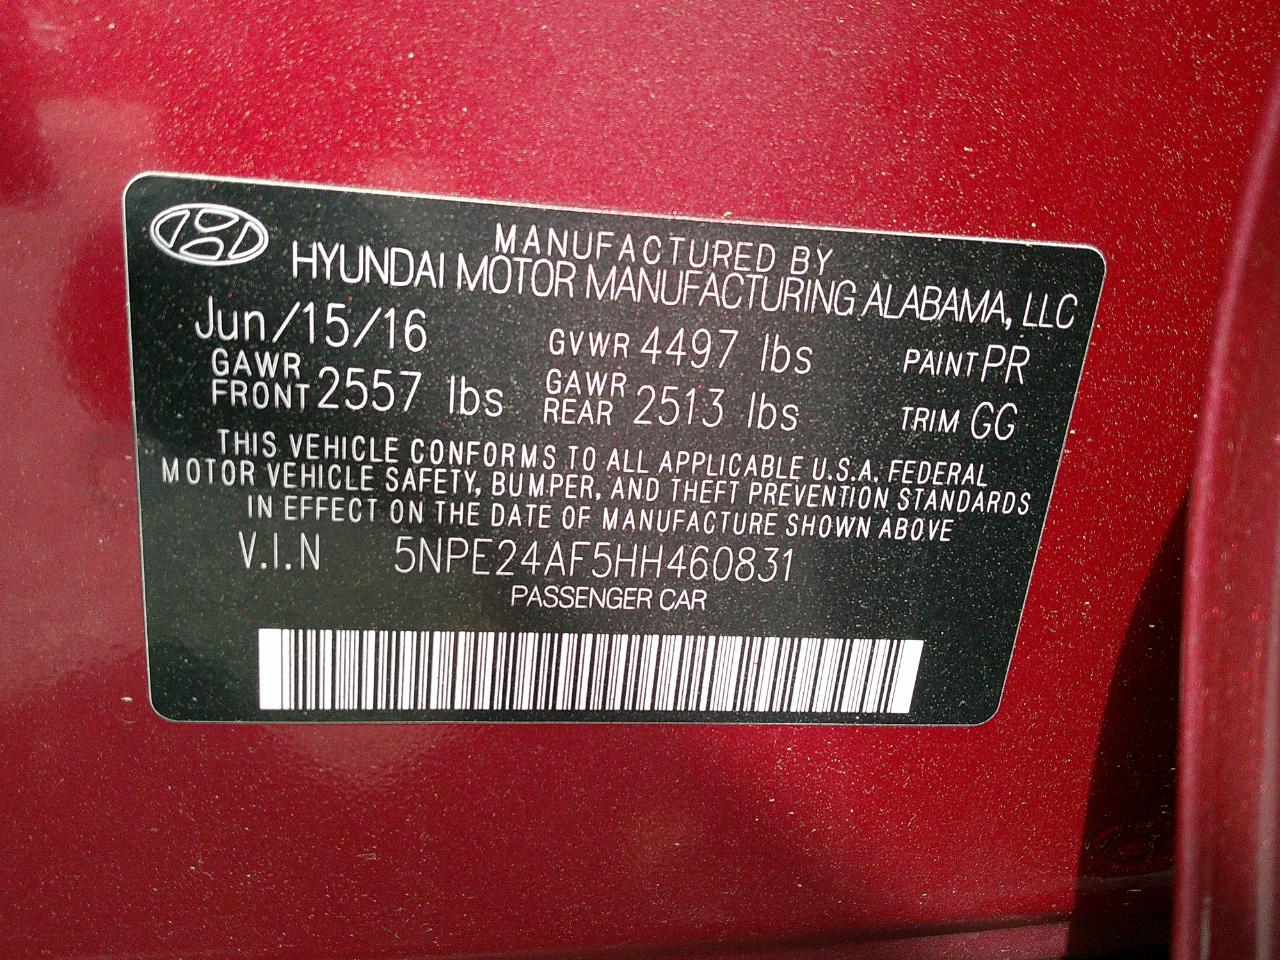 MANUFACTURED BY
HYUNDAI MOTOR MANUFACTURING ALABAMA, LLC
Jun/15/16 GVWR 4497 lbs PAINT PR
GAWR FRONT 2557 lbs GAWR REAR 2513 lbs TRIM GG
THIS VEHICLE CONFORMS TO ALL APPLICABLE U.S.A. FEDERAL
MOTOR VEHICLE SAFETY, BUMPER, AND THEFT PREVENTION STANDARDS
IN EFFECT ON THE DATE OF MANUFACTURE SHOWN ABOVE
V.I.N 5NPE24AF5HH460831
PASSENGER CAR